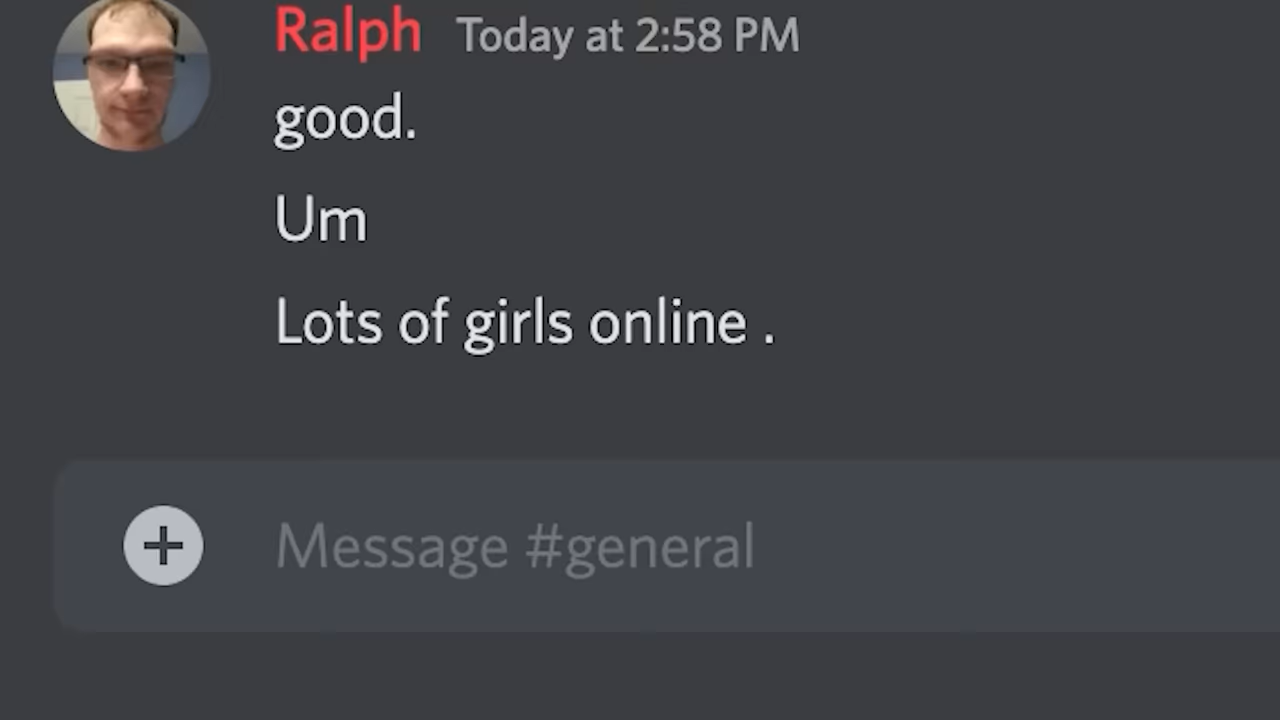 Ralph Today at 2:58 PM
good.
Um
Lots of girls online .
Message #general